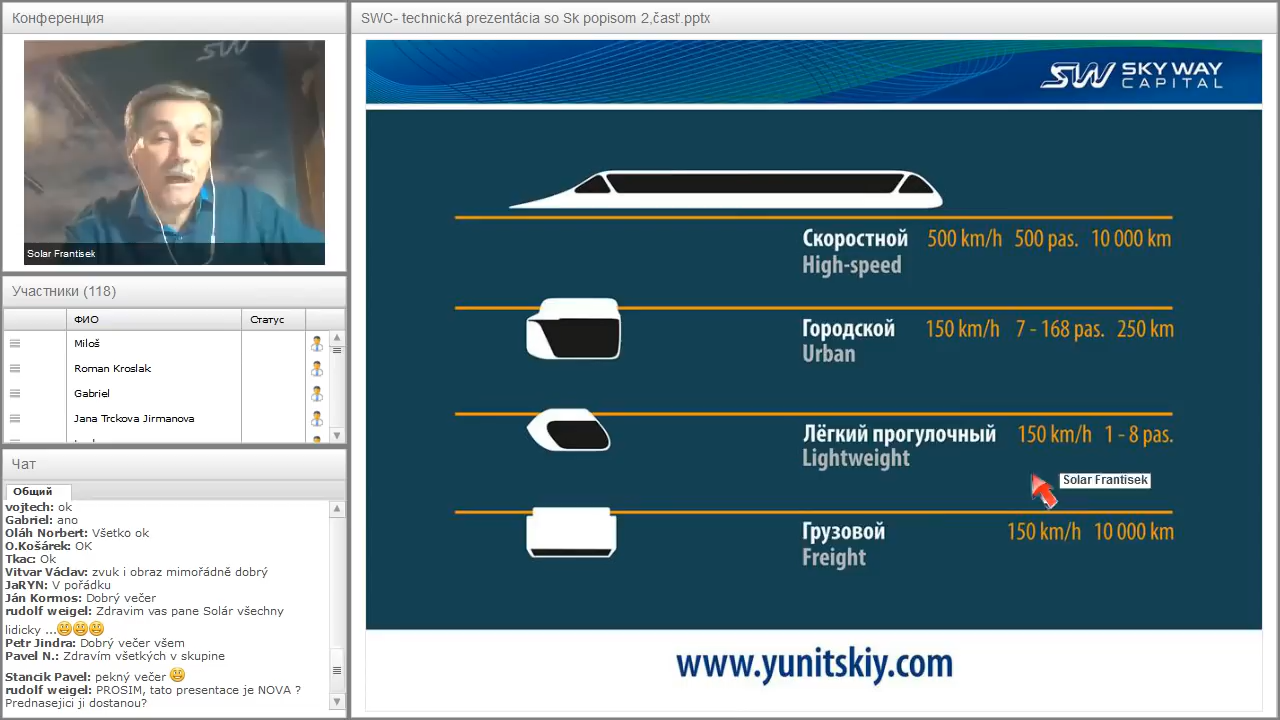 Конференция
Solar Frantisek
Участники (118)
ФИО Статус
Miloš
Roman Kroslak
Gabriel
Jana Trckova Jirmanova
Чат
Общий
vojtech: ok
Gabriel: ano
Oláh Norbert: Všetko ok
O.Košárek: OK
Tkac: Ok
Vitvar Václav: zvuk i obraz mimořádně dobrý
JaRYN: V pořádku
Ján Kormos: Dobrý večer
rudolf weigel: Zdravim vas pane Solár všechny
lidicky ...
Petr Jindra: Dobrý večer všem
Pavel N.: Zdravím všetkých v skupine
Stancik Pavel: pekný večer
rudolf weigel: PROSIM, tato presentace je NOVA ?
Prednasejici ji dostanou?
SWC- technická prezentácia so Sk popisom 2,časť.pptx
SW SKY WAY
CAPITAL
Скоростной 500 km/h 500 pas. 10 000 km
High-speed
Городской 150 km/h 7 - 168 pas. 250 km
Urban
Лёгкий прогулочный 150 km/h 1 - 8 pas.
Lightweight
Solar Frantisek
Грузовой 150 km/h 10 000 km
Freight
www.yunitskiy.com